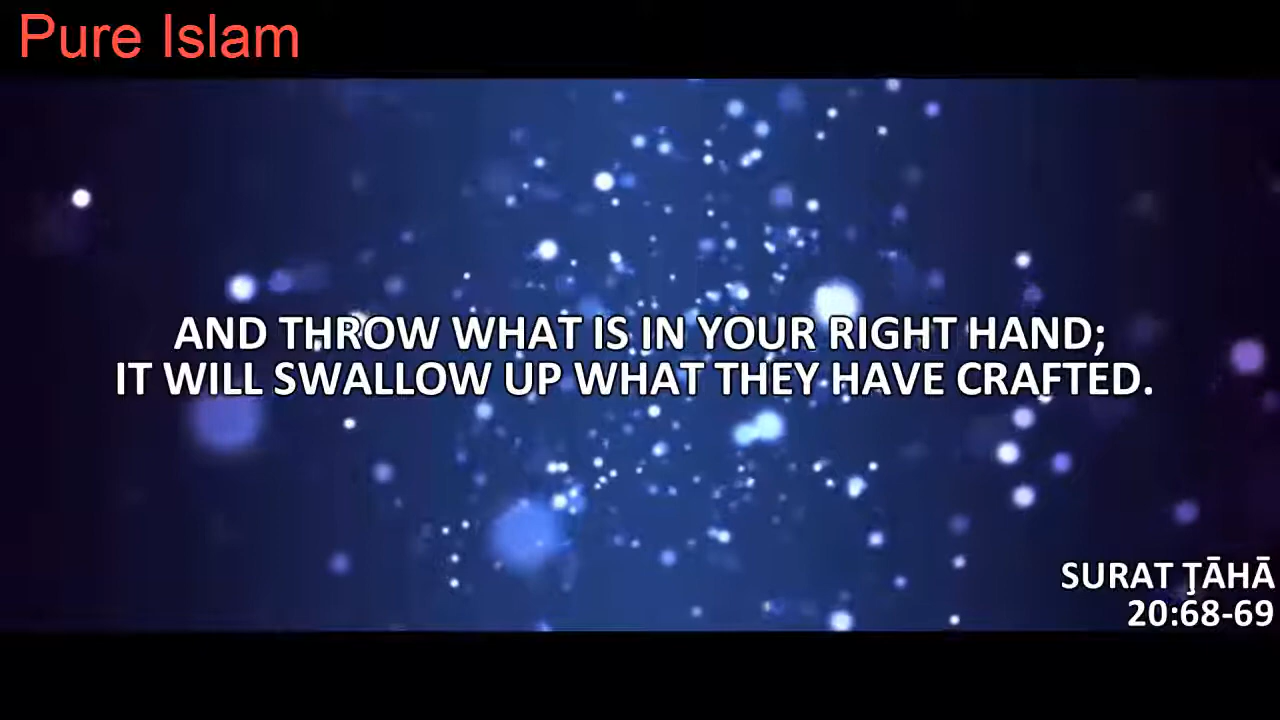 Pure Islam
AND THROW WHAT IS IN YOUR RIGHT HAND;
IT WILL SWALLOW UP WHAT THEY HAVE CRAFTED.
SURAT ŢĀHĀ
20:68-69